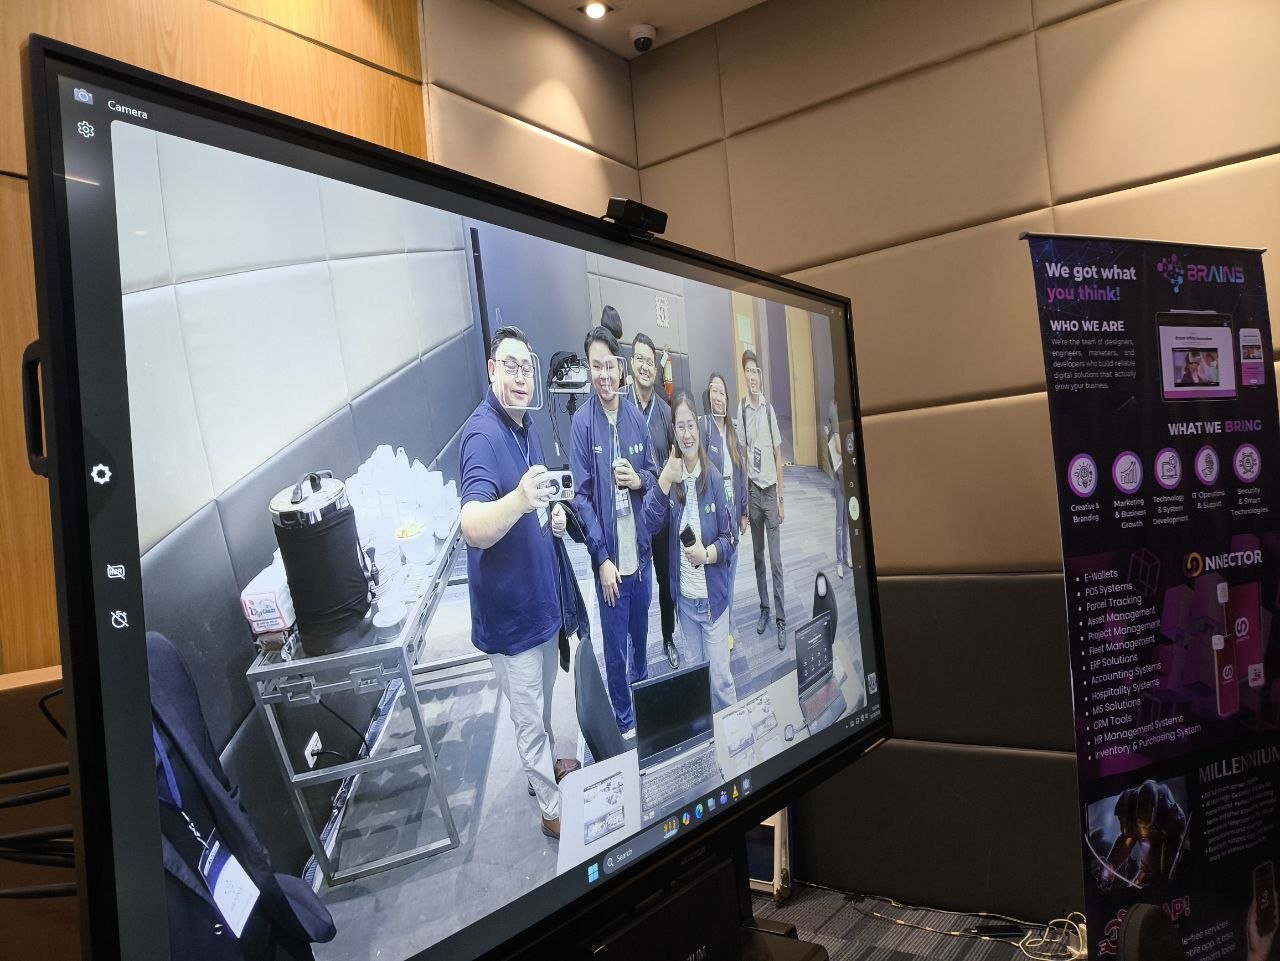 Camera
Search
We got what
you think!
BRAINS
WHO WE ARE
We're the team of designers,
engineers, marketers, and
developers who build reliable
digital solutions that actually
grow your business.
WHAT WE BRING
Creative &
Branding
Marketing
& Business
Growth
Technology
& System
Development
IT Operations
& Support
Security
& Smart
Technologies
NNECTOR
• E-Wallets
• POS Systems
• Parcel Tracking
• Asset Management
• Project Management
• Fleet Management
• ERP Solutions
• Accounting Systems
• Hospitality Systems
• MIS Solutions
• CRM Tools
• HR Management Systems
• Inventory & Purchasing System
MILLENNIUM
AP!